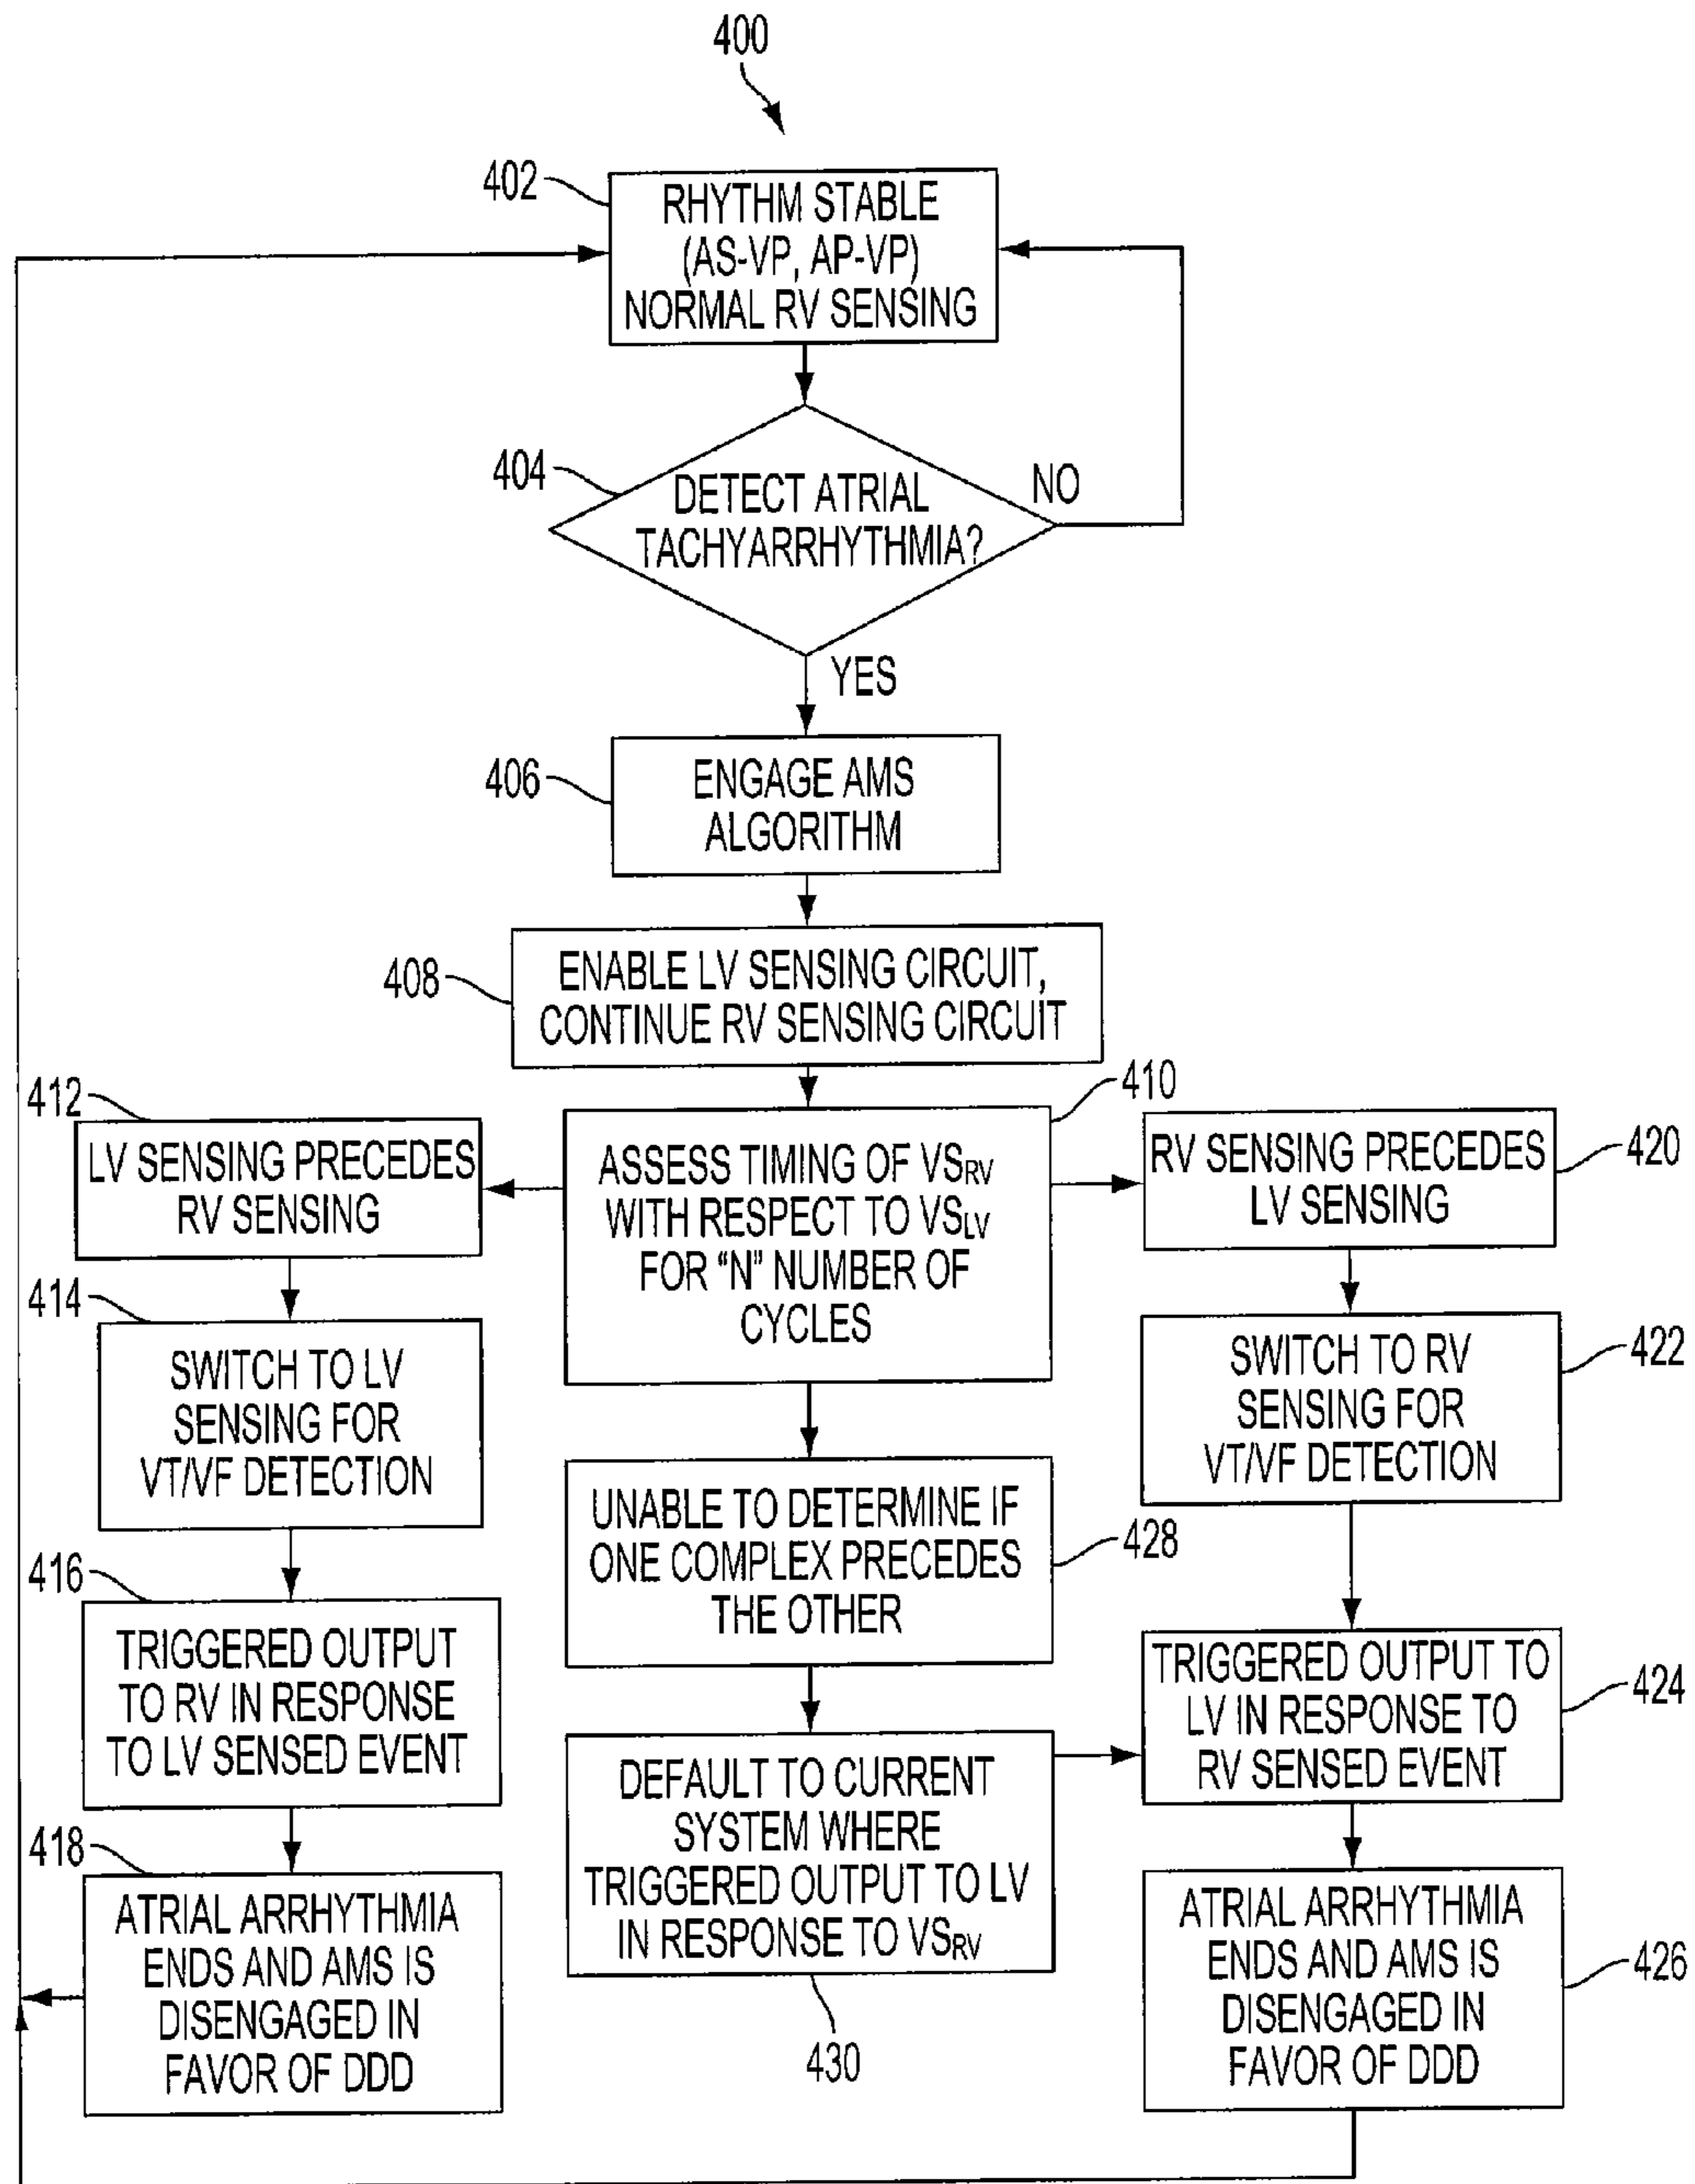 400
402
RHYTHM STABLE
(AS-VP, AP-VP)
NORMAL RV SENSING
404
DETECT ATRIAL
TACHYARRHYTHMIA?
NO
YES
406
ENGAGE AMS
ALGORITHM
408
ENABLE LV SENSING CIRCUIT,
CONTINUE RV SENSING CIRCUIT
410
ASSESS TIMING OF VSRV
WITH RESPECT TO VSLV
FOR “N” NUMBER OF
CYCLES
412
LV SENSING PRECEDES
RV SENSING
414
SWITCH TO LV
SENSING FOR
VT/VF DETECTION
416
TRIGGERED OUTPUT
TO RV IN RESPONSE
TO LV SENSED EVENT
418
ATRIAL ARRHYTHMIA
ENDS AND AMS IS
DISENGAGED IN
FAVOR OF DDD
420
RV SENSING PRECEDES
LV SENSING
422
SWITCH TO RV
SENSING FOR
VT/VF DETECTION
424
TRIGGERED OUTPUT TO
LV IN RESPONSE TO
RV SENSED EVENT
426
ATRIAL ARRHYTHMIA
ENDS AND AMS IS
DISENGAGED IN
FAVOR OF DDD
428
UNABLE TO DETERMINE IF
ONE COMPLEX PRECEDES
THE OTHER
430
DEFAULT TO CURRENT
SYSTEM WHERE
TRIGGERED OUTPUT TO LV
IN RESPONSE TO VSRV